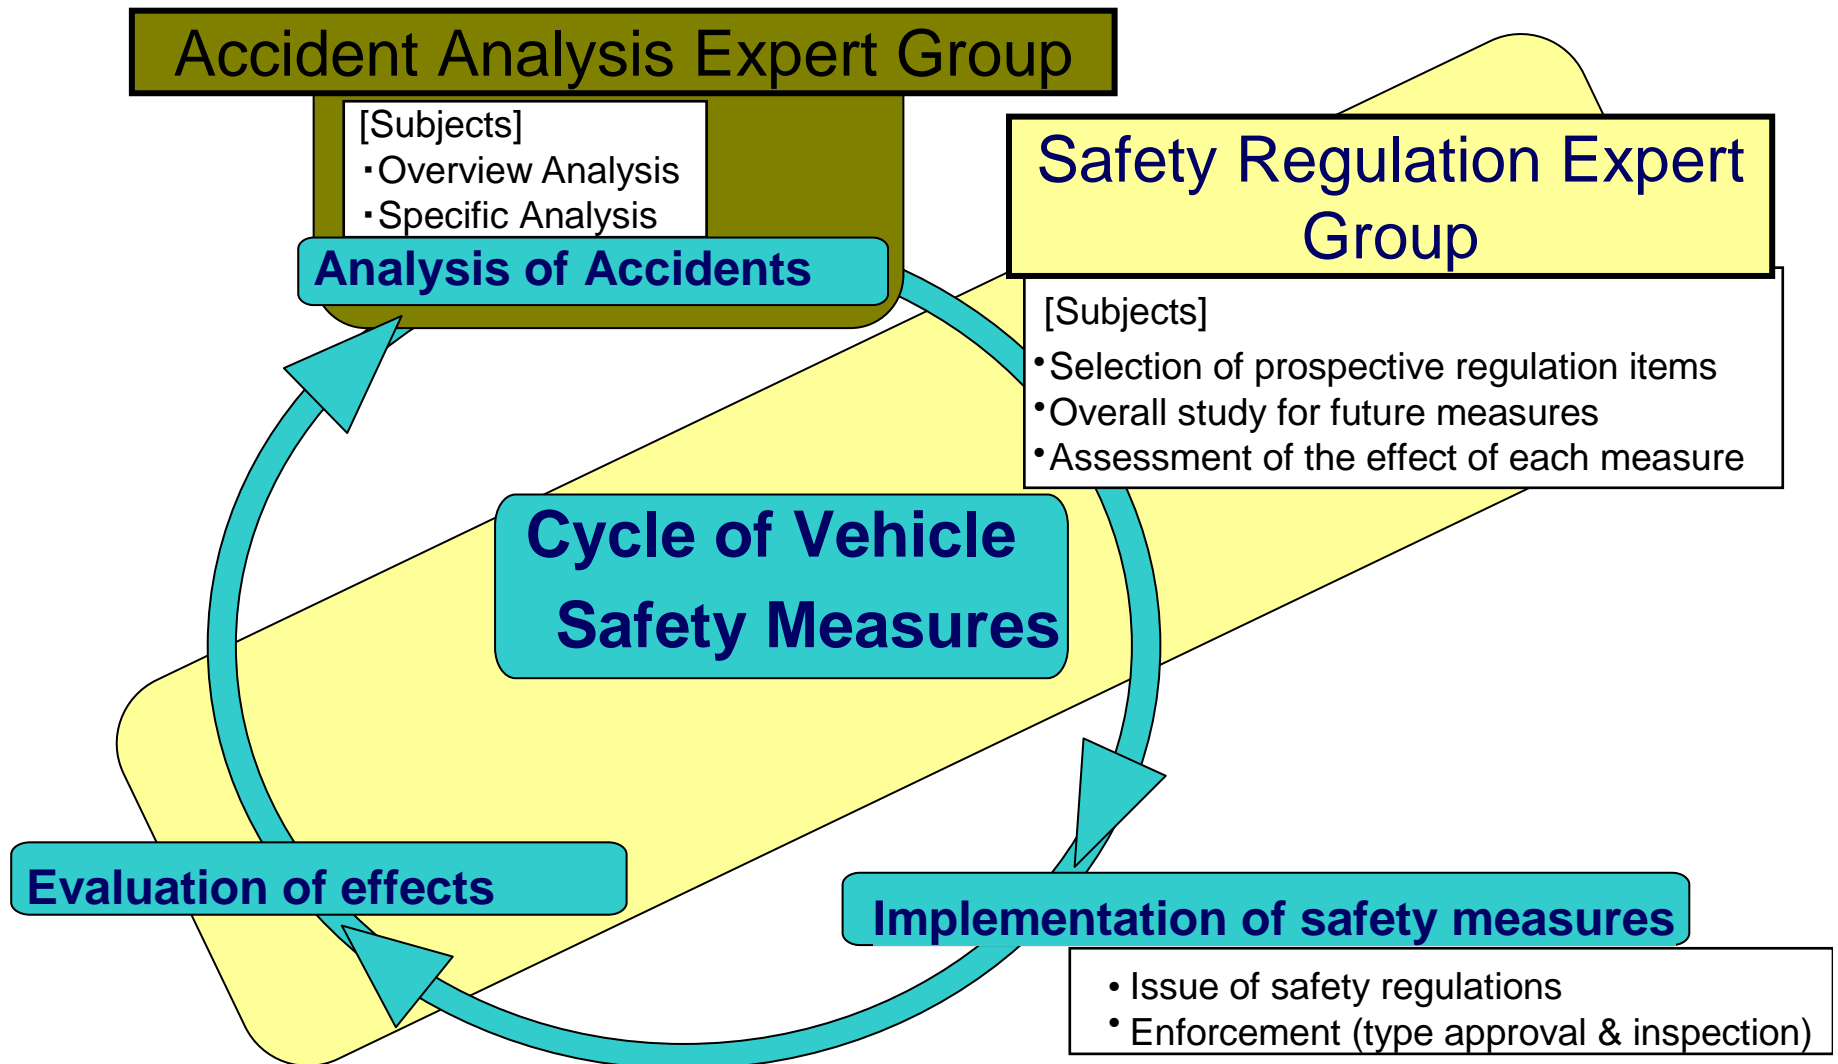 Accident Analysis Expert Group
[Subjects]
・Overview Analysis
・Specific Analysis
Analysis of Accidents
Safety Regulation Expert
Group
[Subjects]
•Selection of prospective regulation items
•Overall study for future measures
•Assessment of the effect of each measure
Cycle of Vehicle
Safety Measures
Evaluation of effects
Implementation of safety measures
• Issue of safety regulations
• Enforcement (type approval & inspection)